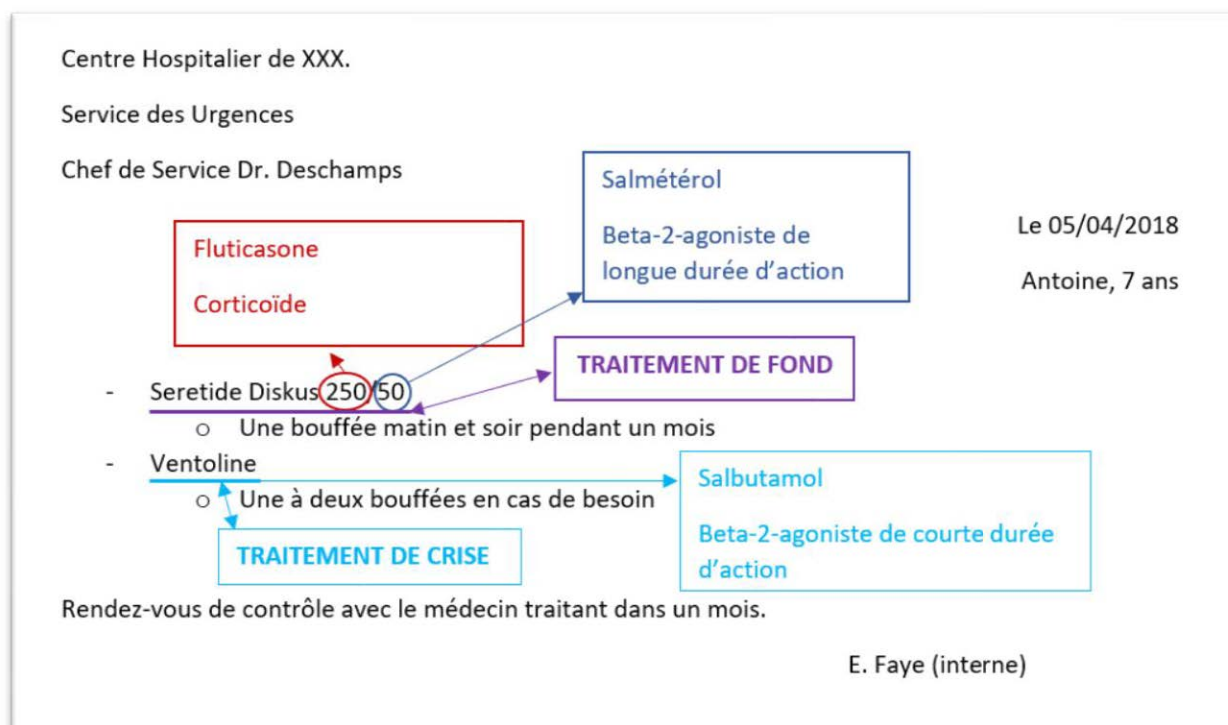 Centre Hospitalier de XXX.
Service des Urgences
Chef de Service Dr. Deschamps
Salmétérol
Beta-2-agoniste de
longue durée d'action
Le 05/04/2018
Antoine, 7 ans
Fluticasone
Corticoïde
TRAITEMENT DE FOND
- Seretide Diskus 250/50
o Une bouffée matin et soir pendant un mois
- Ventoline
o Une à deux bouffées en cas de besoin
Salbutamol
Beta-2-agoniste de courte durée
d'action
TRAITEMENT DE CRISE
Rendez-vous de contrôle avec le médecin traitant dans un mois.
E. Faye (interne)